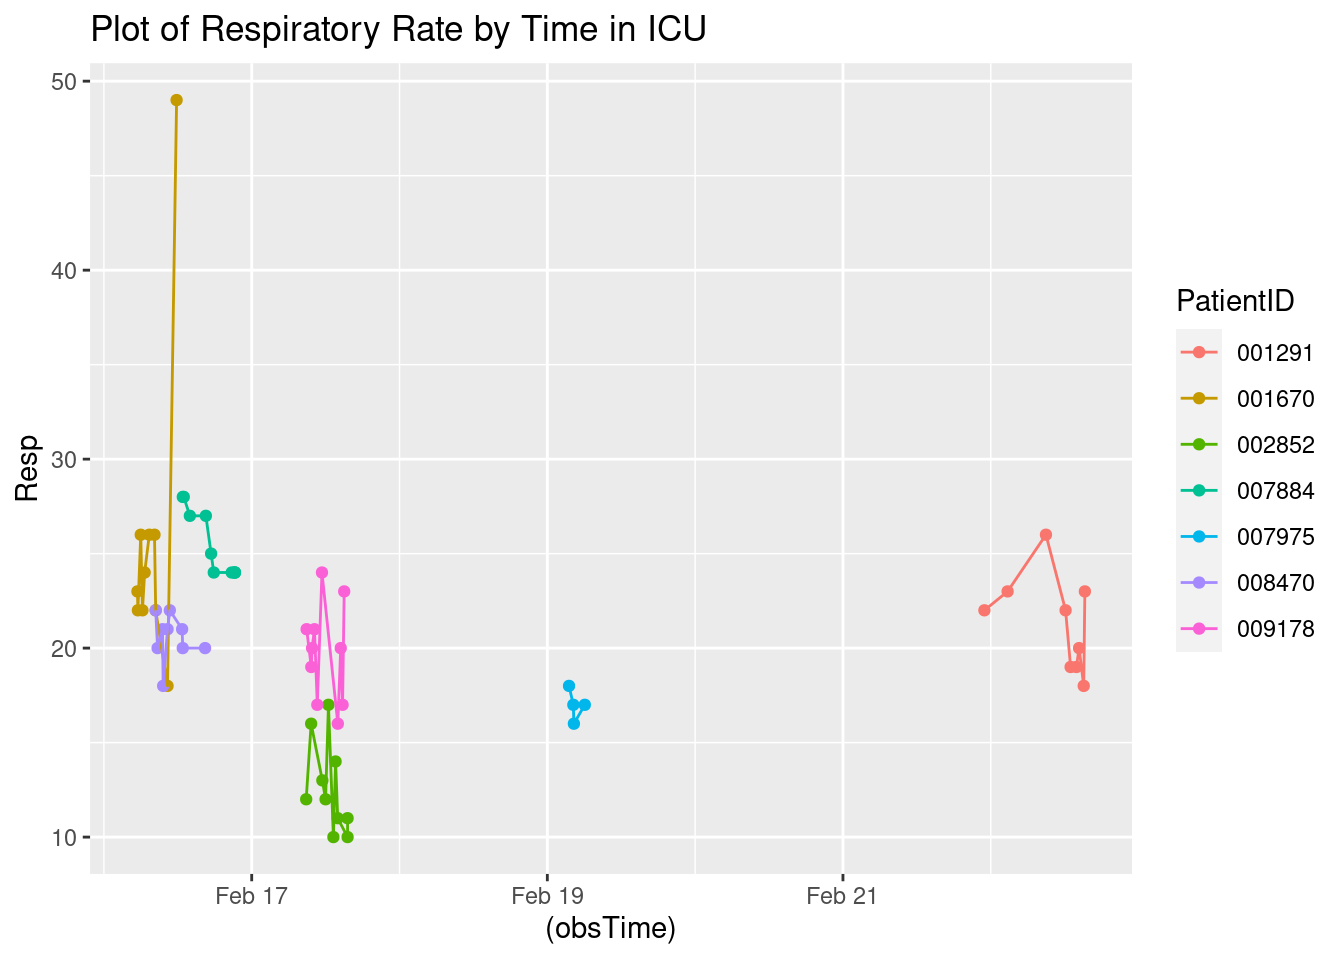 Plot of Respiratory Rate by Time in ICU
50
40
30
20
10
Resp
Feb 17
Feb 19
Feb 21
(obsTime)
PatientID
001291
001670
002852
007884
007975
008470
009178